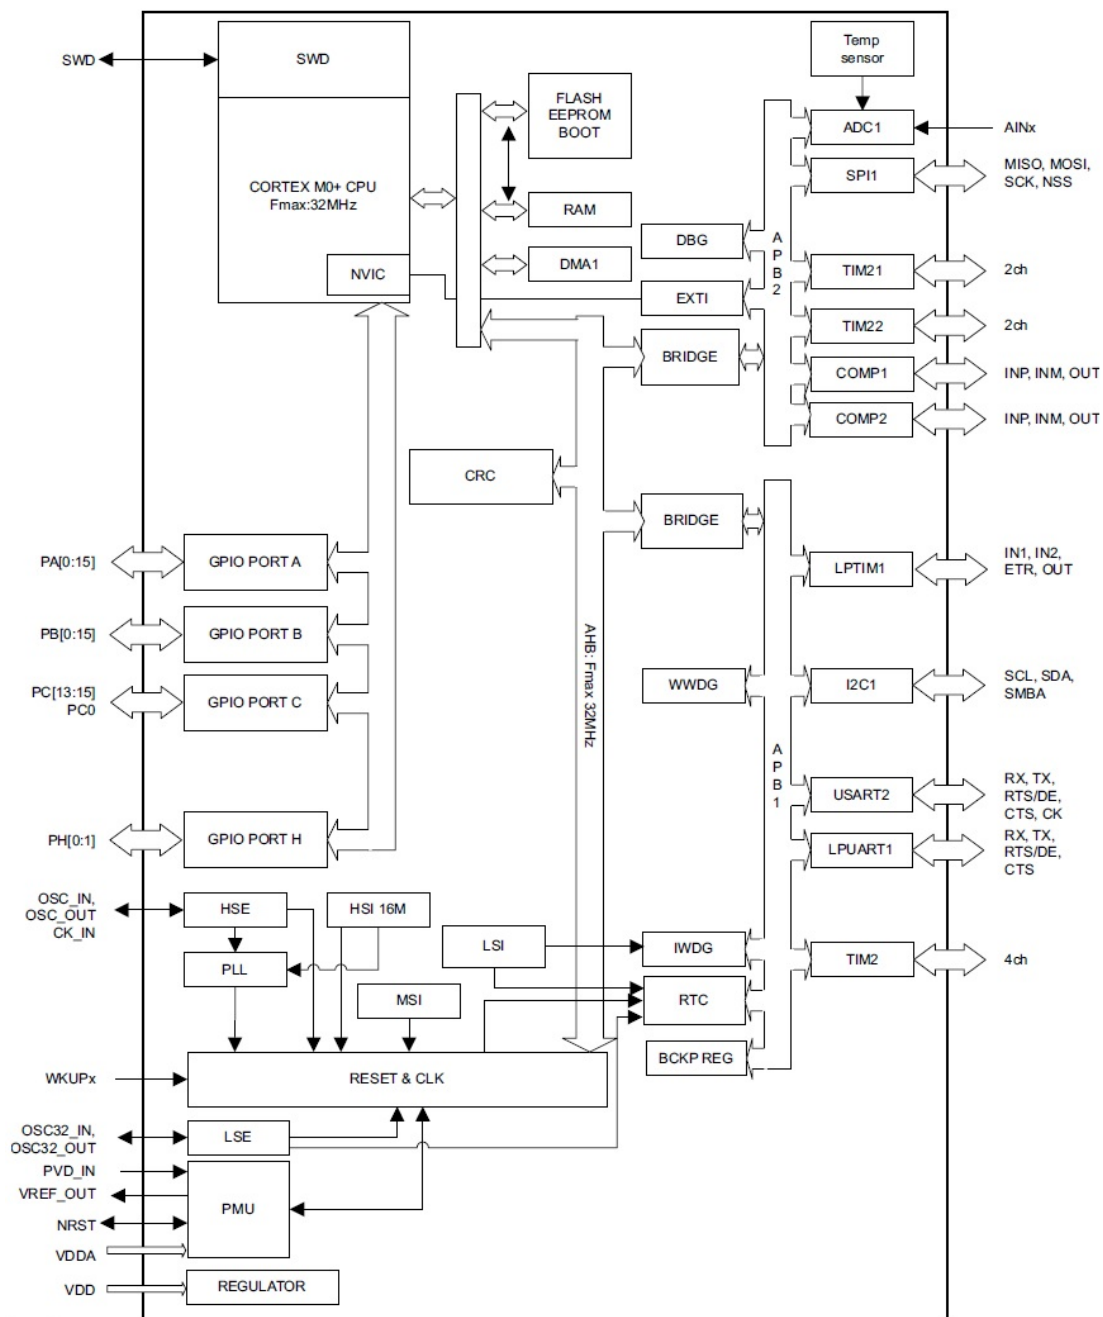 SWD
SWD
CORTEX M0+ CPU
Fmax:32MHz
NVIC
FLASH
EEPROM
BOOT
RAM
DMA1
Temp
sensor
ADC1
AINx
SPI1
MISO, MOSI,
SCK, NSS
DBG
EXTI
BRIDGE
APB2
TIM21
2ch
TIM22
2ch
COMP1
INP, INM, OUT
COMP2
INP, INM, OUT
CRC
BRIDGE
AHB: Fmax 32MHz
PA[0:15]
GPIO PORT A
PB[0:15]
GPIO PORT B
PC[13:15]
PC0
GPIO PORT C
PH[0:1]
GPIO PORT H
LPTIM1
IN1, IN2,
ETR, OUT
WWDG
I2C1
SCL, SDA,
SMBA
APB1
USART2
RX, TX,
RTS/DE,
CTS, CK
LPUART1
RX, TX,
RTS/DE,
CTS
OSC_IN,
OSC_OUT
CK_IN
HSE
HSI 16M
PLL
LSI
MSI
IWDG
RTC
BCKP REG
TIM2
4ch
WKUPx
RESET & CLK
OSC32_IN,
OSC32_OUT
LSE
PVD_IN
VREF_OUT
NRST
VDDA
PMU
VDD
REGULATOR